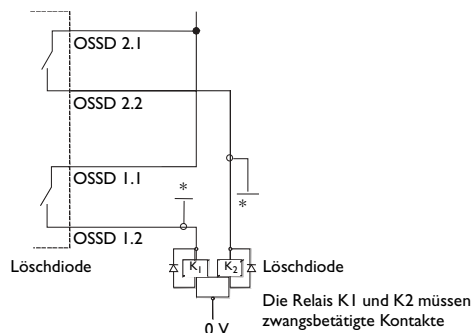 OSSD 2.1
OSSD 2.2
OSSD 1.1
*
*
OSSD 1.2
Löschdiode
K1
K2
Löschdiode
Die Relais K1 und K2 müssen
zwangsbetätigte Kontakte
0 V